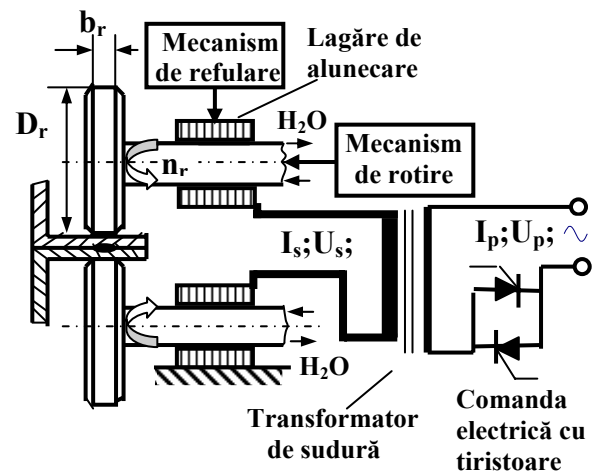 b_r
Mecanism
de refulare
Lagăre de
alunecare
D_r
H₂O
n_r
Mecanism
de rotire
I_s;U_s;
I_p;U_p; ∿
H₂O
Transformator
de sudură
Comanda
electrică cu
tiristoare